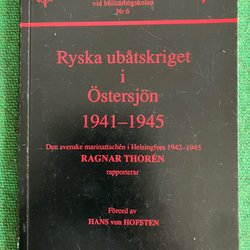 vid Militärhögskolan
Nr 6
Ryska ubåtskriget
i
Östersjön
1941–1945
Den svenske marinattachén i Helsingfors 1942–1945
RAGNAR THORÉN
rapporterar
Förord av
HANS von HOFSTEN